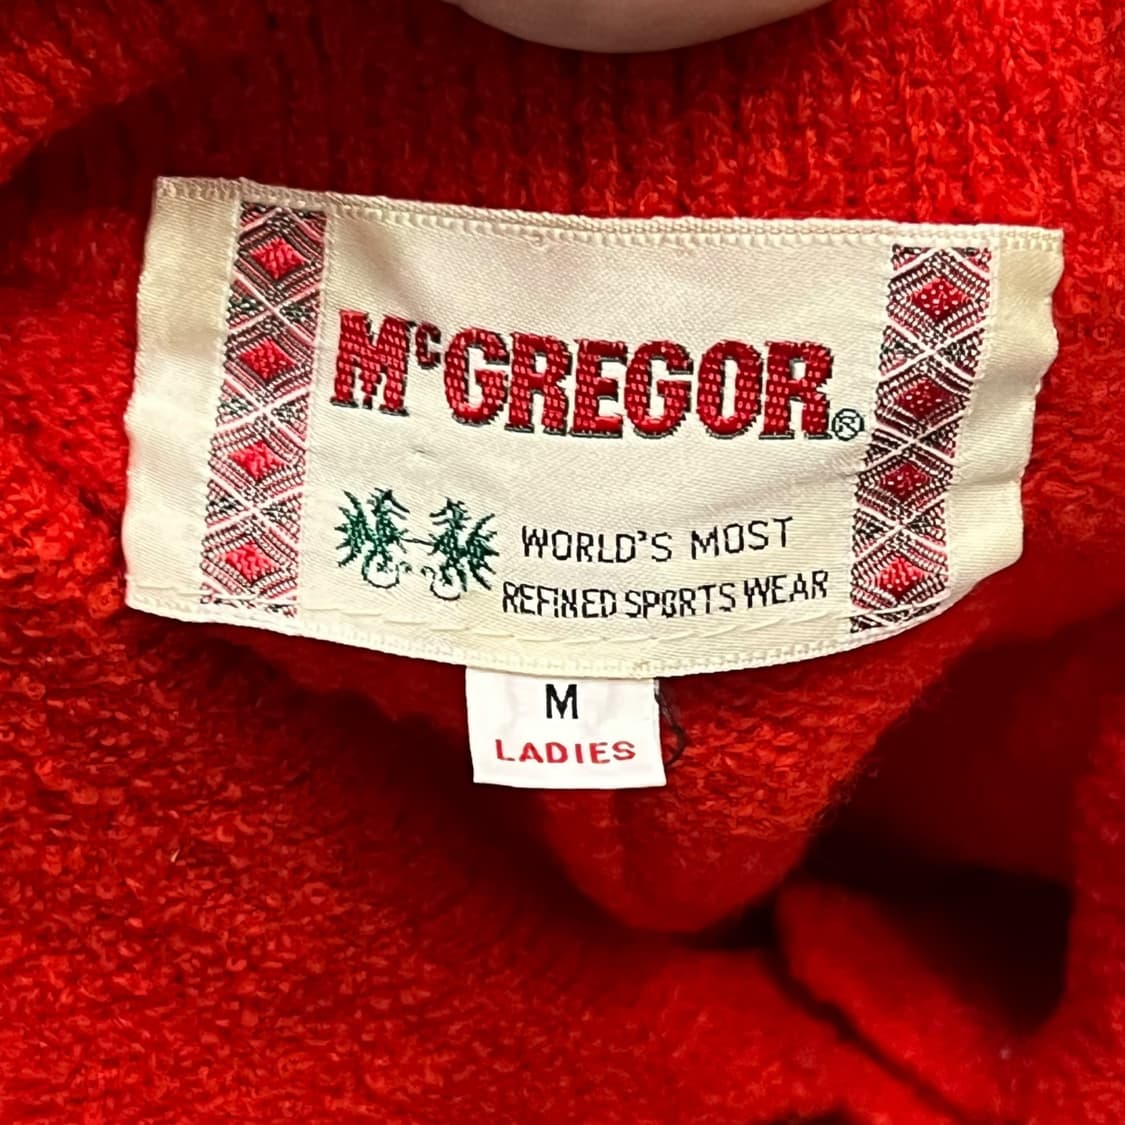 McGREGOR®
WORLD'S MOST
REFINED SPORTS WEAR
M
LADIES